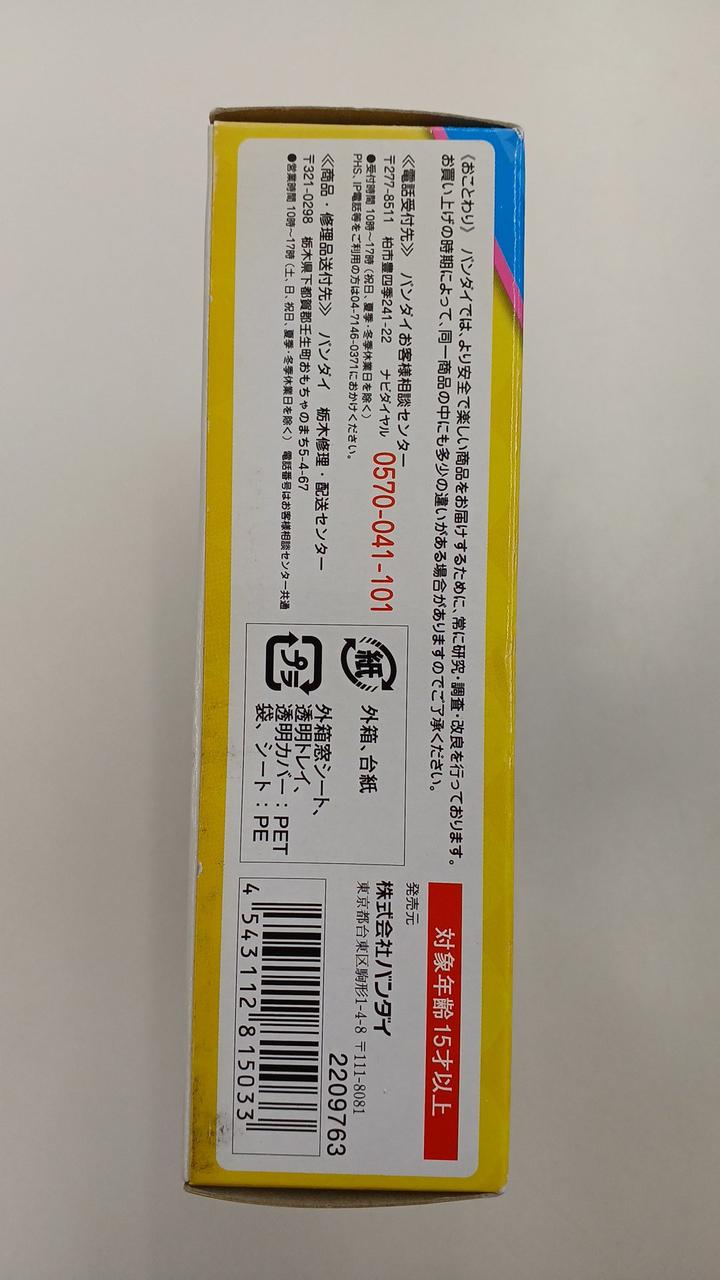 《おことわり》 バンダイでは、より安全で楽しい商品をお届けするために、常に研究・調査・改良を行っております。
お買い上げの時期によって、同一商品の中にも多少の違いがある場合がありますのでご了承ください。
≪電話受付先≫ バンダイお客様相談センター
〒277-8511 柏市豊四季241-22 ナビダイヤル 0570-041-101
●受付時間 10時~17時(祝日、夏季・冬季休業日を除く)
PHS、IP電話等をご利用の方は04-7146-0371におかけください。
≪商品・修理品送付先≫ バンダイ 栃木修理・配送センター
〒321-0298 栃木県下都賀郡壬生町おもちゃのまち5-4-67
●営業時間 10時~17時(土、日、祝日、夏季・冬季休業日を除く) 電話番号はお客様相談センター共通
紙 外箱、台紙
プラ
外箱窓シート、
透明トレイ、
透明カバー:PET
袋、シート:PE
対象年齢15才以上
発売元
株式会社バンダイ
東京都台東区駒形1-4-8 〒111-8081
2209763
4 543112 815033